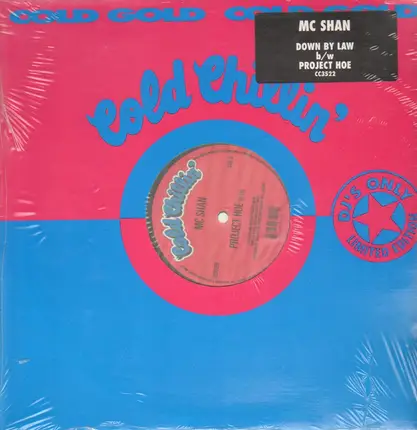 COLD GOLD COLD GOLD
MC SHAN
DOWN BY LAW
b/w
PROJECT HOE
CC3522
Cold Chillin'
DJ'S ONLY
LIMITED EDITION
Cold Chillin'
MC SHAN
PROJECT HOE